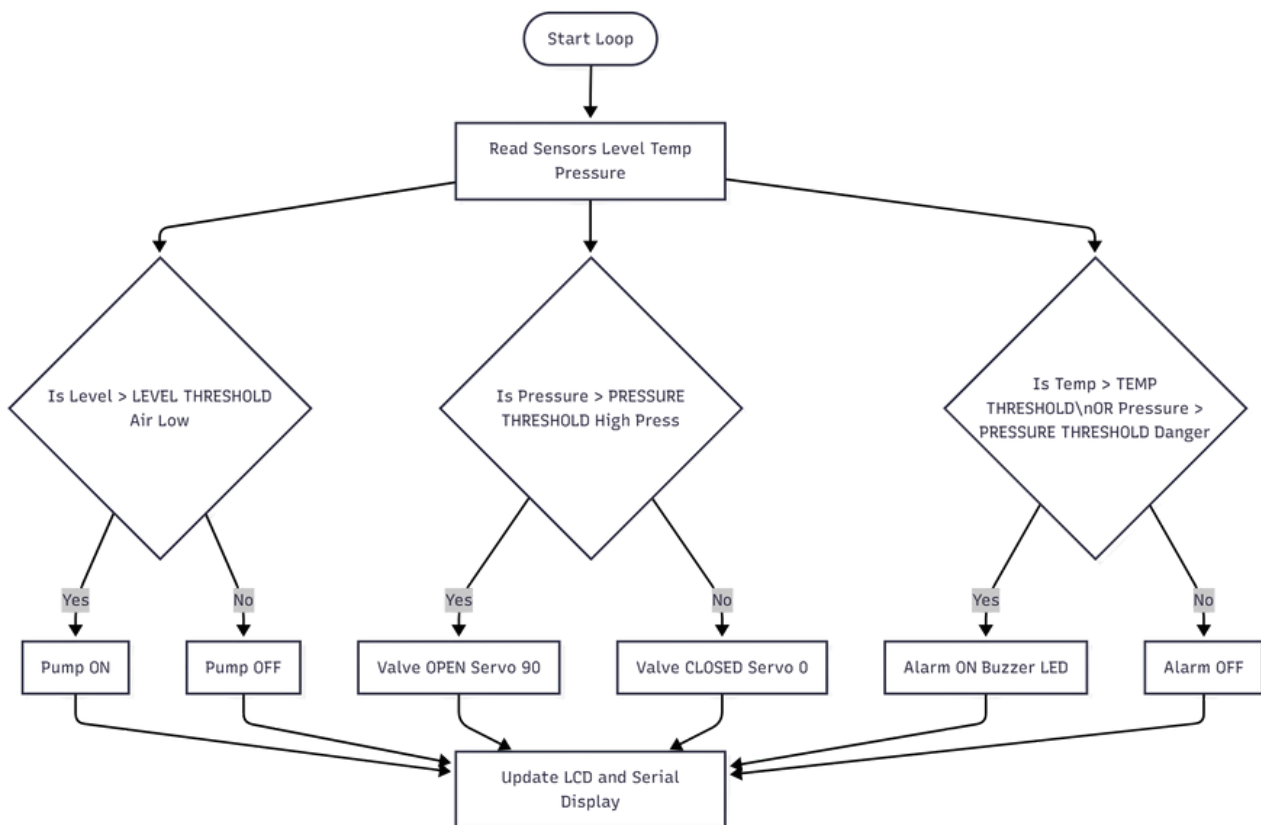 Start Loop
Read Sensors Level Temp
Pressure
Is Level > LEVEL THRESHOLD
Air Low
Is Pressure > PRESSURE
THRESHOLD High Press
Is Temp > TEMP
THRESHOLD\nOR Pressure >
PRESSURE THRESHOLD Danger
Yes
No
Yes
No
Yes
No
Pump ON
Pump OFF
Valve OPEN Servo 90
Valve CLOSED Servo 0
Alarm ON Buzzer LED
Alarm OFF
Update LCD and Serial
Display